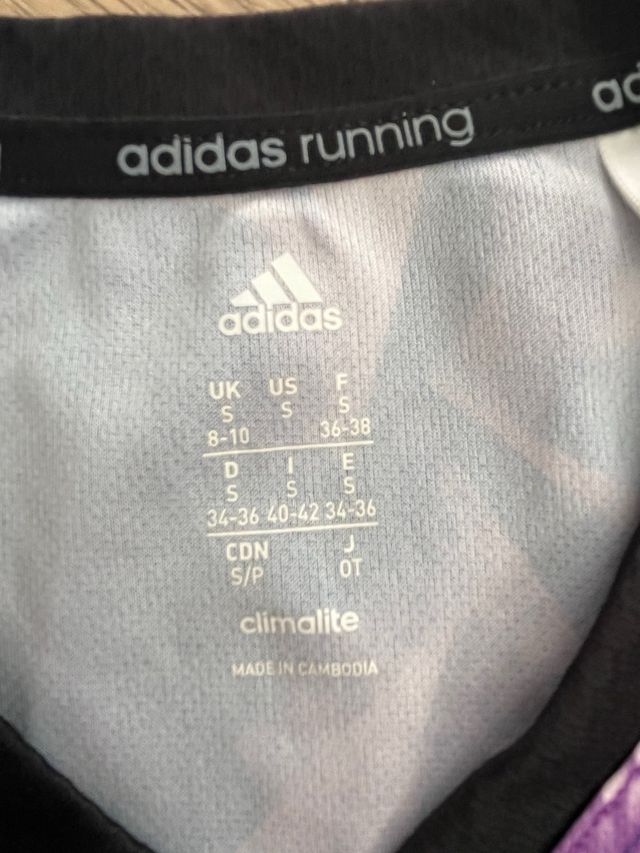 adidas running
ad
adidas
UK US F
S S S
8-10 36-38
D I E
S S S
34-36 40-42 34-36
CDN J
S/P OT
climalite
MADE IN CAMBODIA